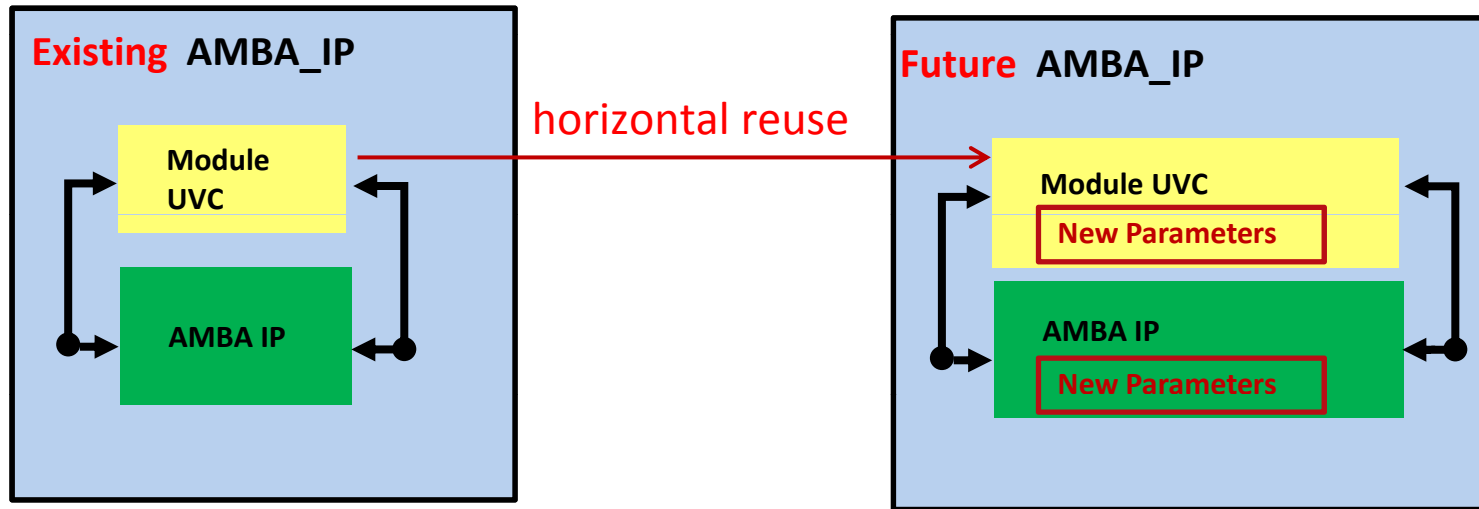 Existing AMBA_IP
Module
UVC
AMBA IP
horizontal reuse
Future AMBA_IP
Module UVC
New Parameters
AMBA IP
New Parameters